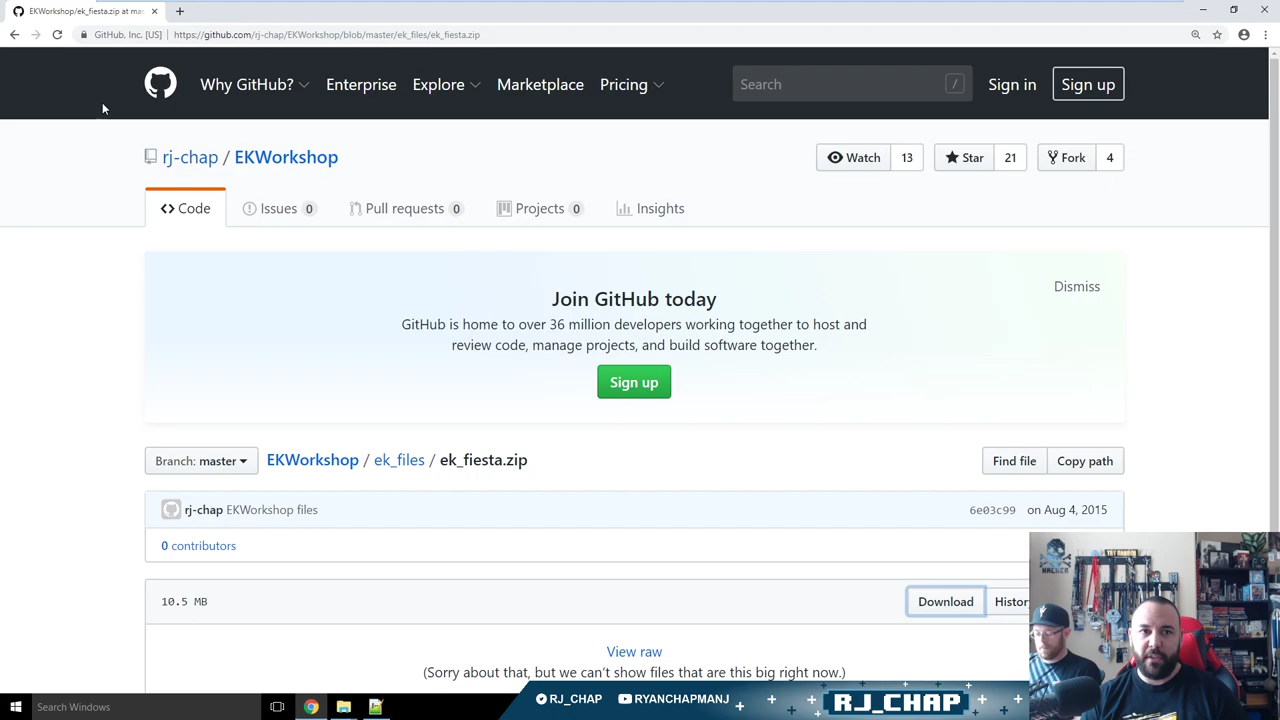 EKWorkshop/ek_fiesta.zip at mas
GitHub, Inc. [US] | https://github.com/rj-chap/EKWorkshop/blob/master/ek_files/ek_fiesta.zip
Why GitHub? Enterprise Explore Marketplace Pricing Search / Sign in Sign up
rj-chap / EKWorkshop Watch 13 Star 21 Fork 4
<> Code Issues 0 Pull requests 0 Projects 0 Insights
Dismiss
Join GitHub today
GitHub is home to over 36 million developers working together to host and
review code, manage projects, and build software together.
Sign up
Branch: master EKWorkshop / ek_files / ek_fiesta.zip Find file Copy path
rj-chap EKWorkshop files 6e03c99 on Aug 4, 2015
0 contributors
10.5 MB Download Histor
View raw
(Sorry about that, but we can't show files that are this big right now.)
HACKER
Search Windows RJ_CHAP RYANCHAPMANJ RJ_CHAP